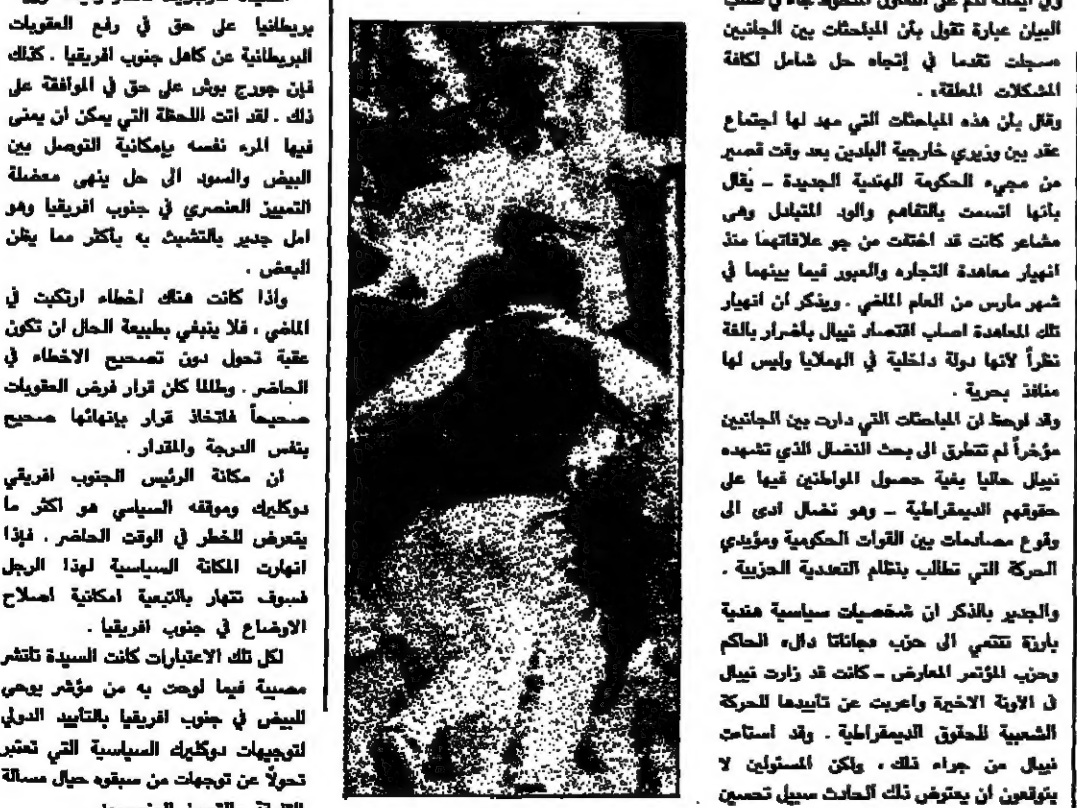 البيان عبارة تقول بأن المباحثات بين الجانبين
«سجلت تقدما في إتجاه حل شامل لكافة
المشكلات المعلقة» .
وقال بان هذه المباحثات التي مهد لها اجتماع
عقد بين وزيري خارجية البلدين بعد وقت قصير
من مجيء الحكومة الهندية الجديدة ــ يقال
بأنها اتسمت بالتفاهم والود المتبادل وهى
مشاعر كانت قد اختفت من جو علاقاتهما منذ
انهيار معاهدة التجاره والعبور فيما بينهما في
شهر مارس من العام الماضي . ويذكر ان انهيار
تلك المعاهدة اصاب اقتصاد نيبال بأضرار بالغة
نظراً لانها دولة داخلية في الهملايا وليس لها
منافذ بحرية .
وقد لوحظ ان المباحثات التي دارت بين الجانبين
مؤخراً لم تتطرق الى بحث النضال الذي تشهده
نيبال حاليا بغية حصول المواطنين فيها على
حقوقهم الديمقراطية ــ وهو نضال ادى الى
وقوع مصادمات بين القوات الحكومية ومؤيدي
الحركة التي تطالب بنظام التعددية الحزبية .
والجدير بالذكر ان شخصيات سياسية هندية
بارزة تنتمي الى حزب «جاناتا دال» الحاكم
وحزب المؤتمر المعارض ــ كانت قد زارت نيبال
في الآونة الاخيرة واعربت عن تأييدها للحركة
الشعبية للحقوق الديمقراطية . وقد استاءت
نيبال من جراء ذلك ، ولكن المسئولين لا
يتوقعون ان يعترض ذلك الحادث سبيل تحسين
بريطانيا على حق في رفع العقويات
البريطانية عن كاهل جنوب افريقيا . كذلك
فإن جورج بوش على حق في الموافقة على
ذلك . لقد اتت اللحظة التي يمكن ان يمنى
فيها المرء نفسه بإمكانية التوصل بين
البيض والسود الى حل ينهى معضلة
التمييز العنصري في جنوب افريقيا وهو
امل جدير بالتشبث به بأكثر مما يظن
البعض .
وإذا كانت هناك اخطاء ارتكبت في
الماضي ، فلا ينبغي بطبيعة الحال ان تكون
عقبة تحول دون تصحيح الاخطاء في
الحاضر . وطالما كان قرار فرض العقوبات
صحيحاً فاتخاذ قرار بإنهائها صحيح
بنفس الدرجة والمقدار .
أن مكانة الرئيس الجنوب افريقي
دوكليرك وموقفه السياسي هو اكثر ما
يتعرض للخطر في الوقت الحاضر . فإذا
انهارت المكانة السياسية لهذا الرجل
فسوف تنهار بالتبعية امكانية اصلاح
الاوضاع في جنوب افريقيا .
لكل تلك الاعتبارات كانت السيدة تاتشر
مصيبة فيما لوحت به من مؤشر يوحى
للبيض في جنوب افريقيا بالتأييد الدولي
لتوجيهات دوكليرك السياسية التي تعتبر
تحولاً عن توجهات من سبقوه حيال مسألة